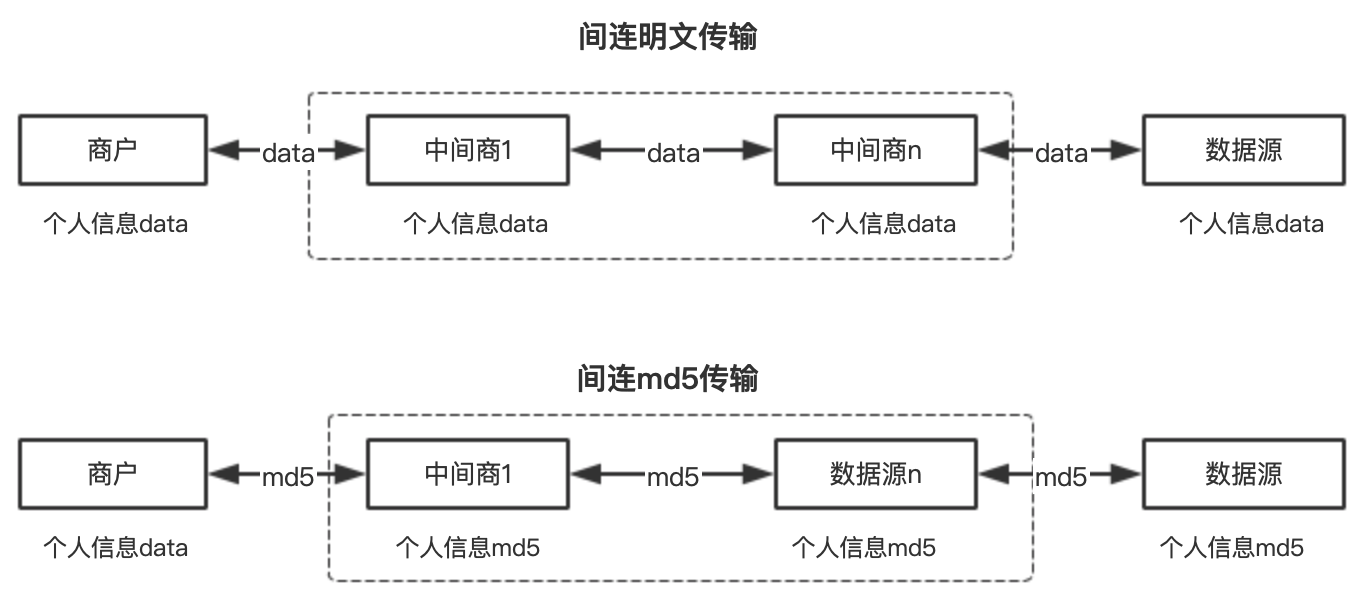 间连明文传输
商户 data 中间商1 data 中间商n data 数据源
个人信息data 个人信息data 个人信息data 个人信息data
间连md5传输
商户 md5 中间商1 md5 数据源n md5 数据源
个人信息data 个人信息md5 个人信息md5 个人信息md5